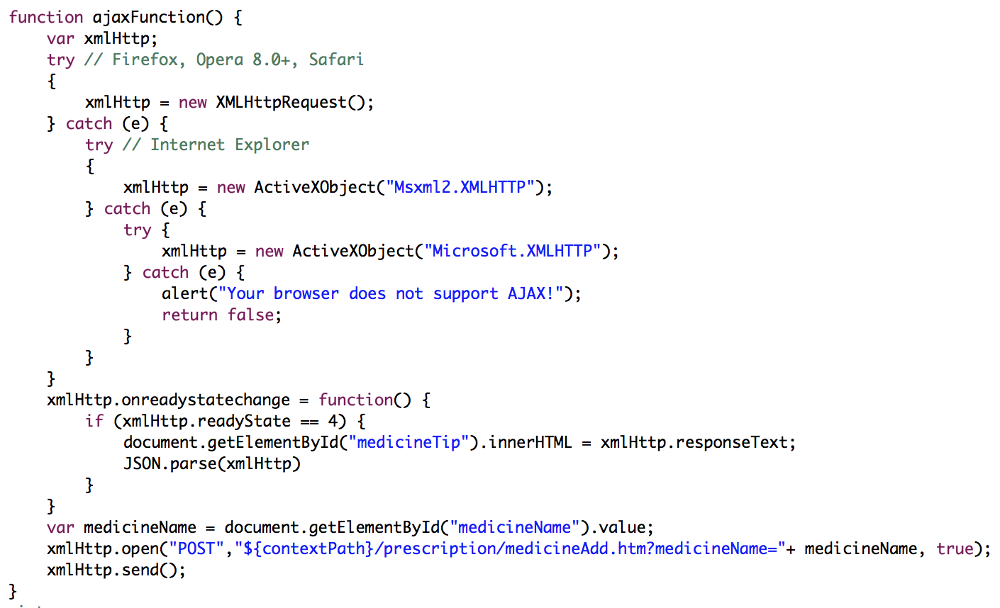 function ajaxFunction() {
    var xmlHttp;
    try // Firefox, Opera 8.0+, Safari
    {
        xmlHttp = new XMLHttpRequest();
    } catch (e) {
        try // Internet Explorer
        {
            xmlHttp = new ActiveXObject("Msxml2.XMLHTTP");
        } catch (e) {
            try {
                xmlHttp = new ActiveXObject("Microsoft.XMLHTTP");
            } catch (e) {
                alert("Your browser does not support AJAX!");
                return false;
            }
        }
    }
    xmlHttp.onreadystatechange = function() {
        if (xmlHttp.readyState == 4) {
            document.getElementById("medicineTip").innerHTML = xmlHttp.responseText;
            JSON.parse(xmlHttp)
        }
    }
    var medicineName = document.getElementById("medicineName").value;
    xmlHttp.open("POST","${contextPath}/prescription/medicineAdd.htm?medicineName="+ medicineName, true);
    xmlHttp.send();
}